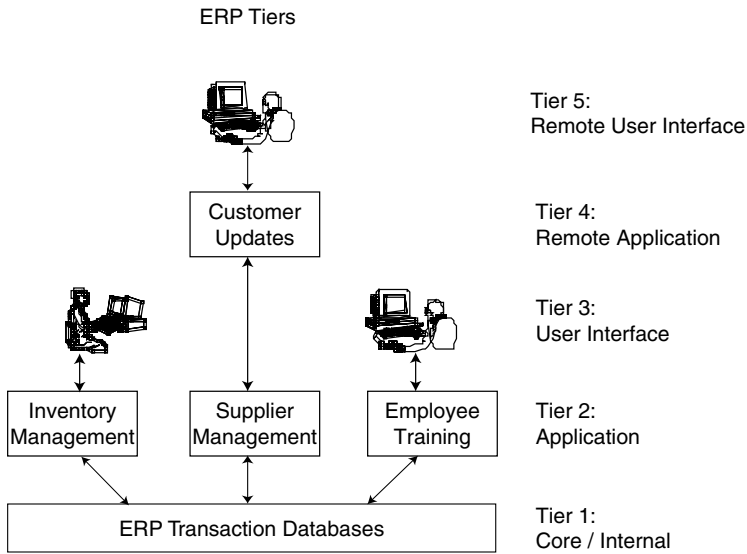 ERP Tiers
Tier 5:
Remote User Interface
Customer
Updates
Tier 4:
Remote Application
Tier 3:
User Interface
Inventory
Management
Supplier
Management
Employee
Training
Tier 2:
Application
ERP Transaction Databases
Tier 1:
Core / Internal